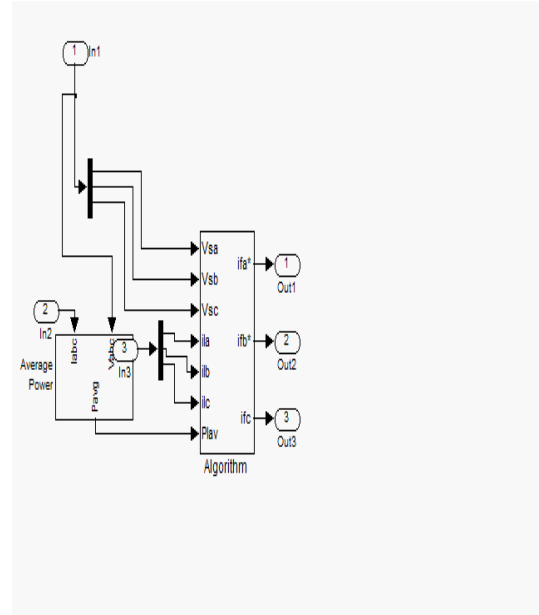 1
In1
Vsa
Vsb
Vsc
ila
ilb
ilc
Plav
ifa*
ifb*
ifc
Algorithm
1
Out1
2
Out2
3
Out3
2
In2
3
In3
Iabc
Vabc
Pavg
Average
Power